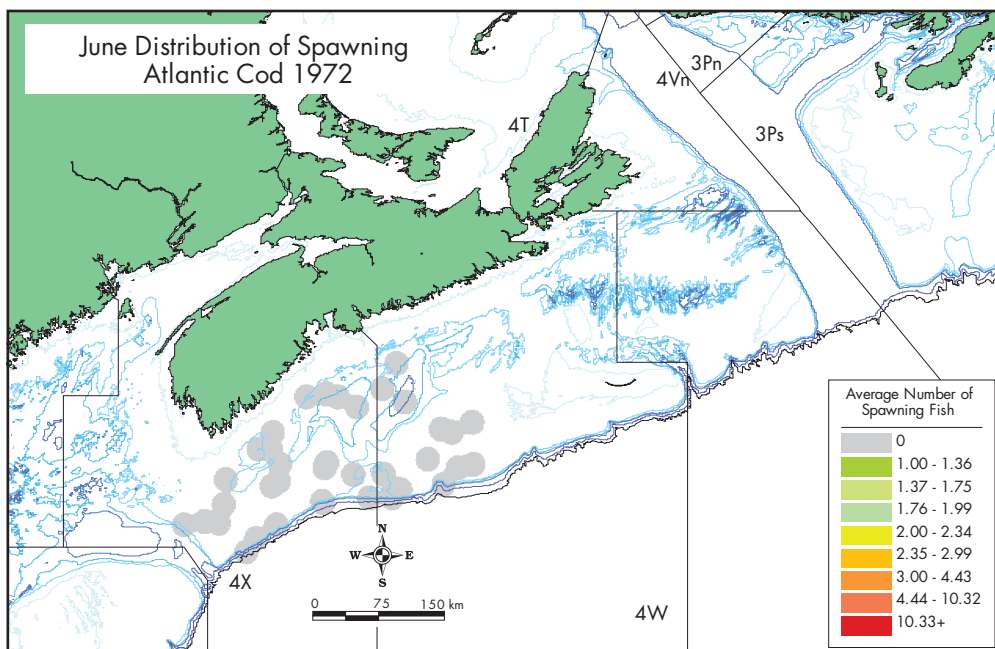 June Distribution of Spawning
Atlantic Cod 1972
3Pn
4Vn
4T
3Ps
4X
4W
N
W E
S
0 75 150 km
Average Number of
Spawning Fish
0
1.00 - 1.36
1.37 - 1.75
1.76 - 1.99
2.00 - 2.34
2.35 - 2.99
3.00 - 4.43
4.44 - 10.32
10.33+